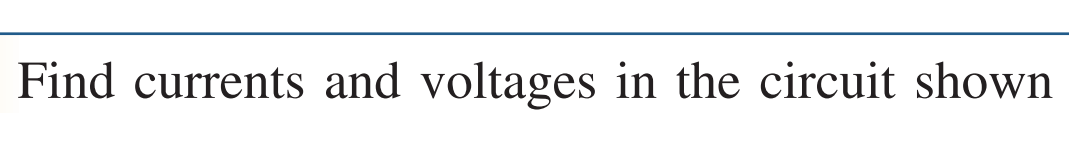 Find currents and voltages in the circuit shown